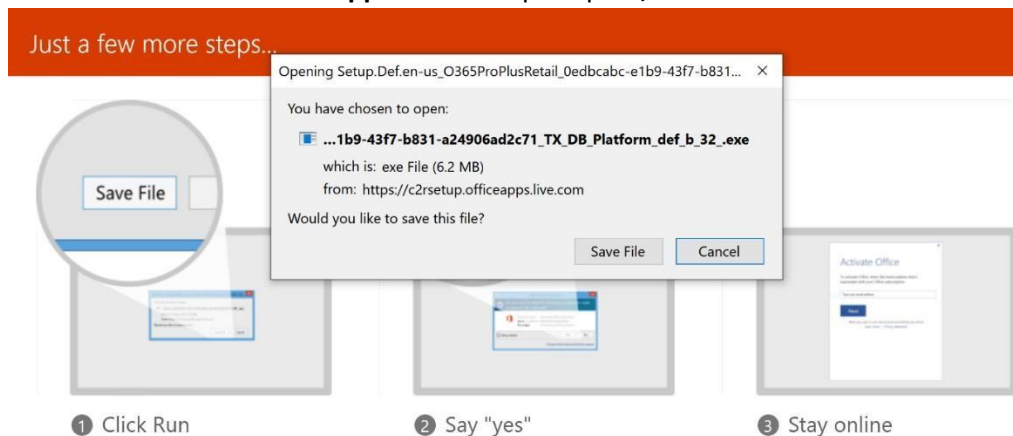 Just a few more steps...
Opening Setup.Def.en-us_O365ProPlusRetail_0edbcabc-e1b9-43f7-b831...
You have chosen to open:
...1b9-43f7-b831-a24906ad2c71_TX_DB_Platform_def_b_32_.exe
which is: exe File (6.2 MB)
from: https://c2rsetup.officeapps.live.com
Would you like to save this file?
Save File Cancel
Save File
Activate Office
1 Click Run
2 Say "yes"
3 Stay online